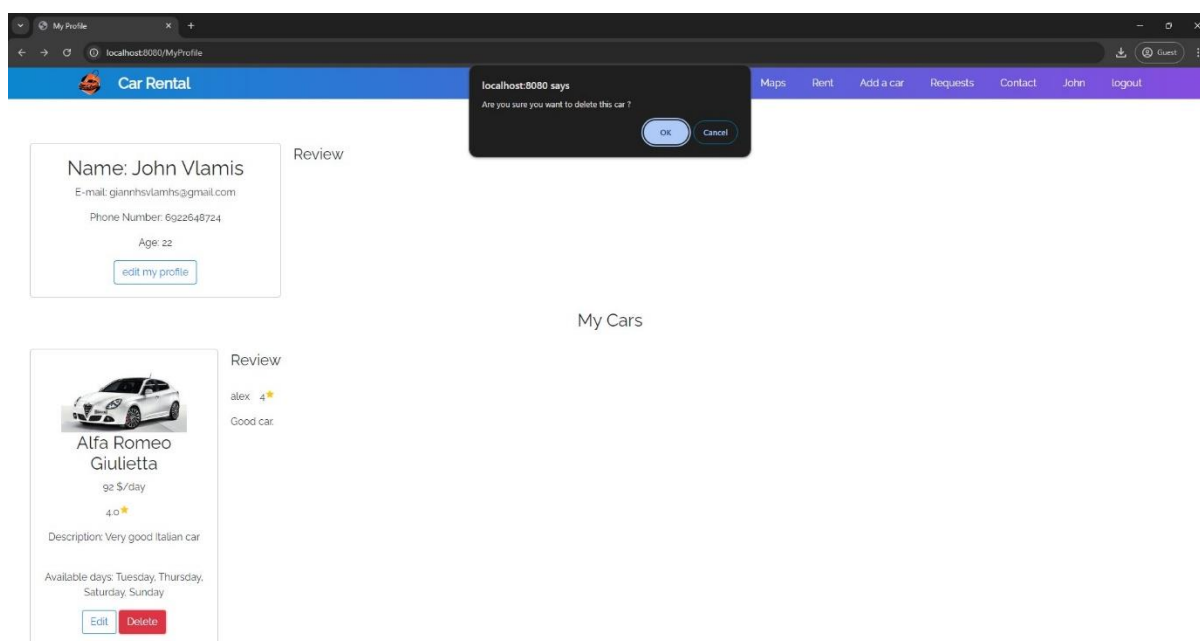 My Profile
localhost:8080/MyProfile
Guest
Car Rental
Maps Rent Add a car Requests Contact John logout
localhost:8080 says
Are you sure you want to delete this car ?
OK Cancel
Name: John Vlamis
E-mail: giannhsvlamhs@gmail.com
Phone Number: 6922648724
Age: 22
edit my profile
Review
My Cars
Alfa Romeo
Giulietta
92 $/day
4.0
Description: Very good Italian car
Available days: Tuesday, Thursday,
Saturday, Sunday
Edit Delete
Review
alex 4
Good car.